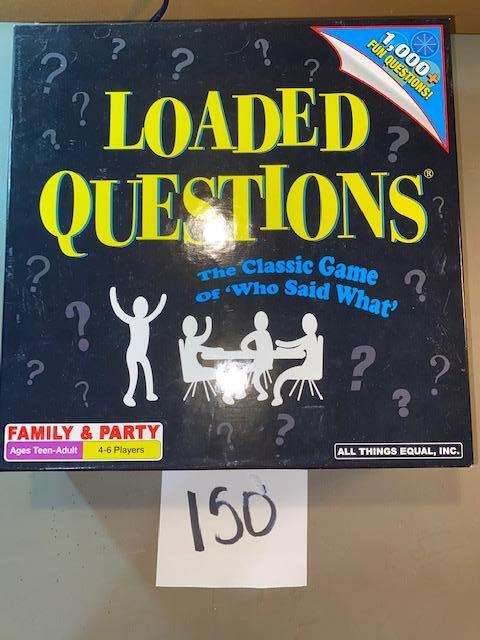 1,000+
FUN QUESTIONS!
LOADED
QUESTIONS®
The Classic Game
Of 'Who Said What'
FAMILY & PARTY
Ages Teen-Adult 4-6 Players
ALL THINGS EQUAL, INC.
150